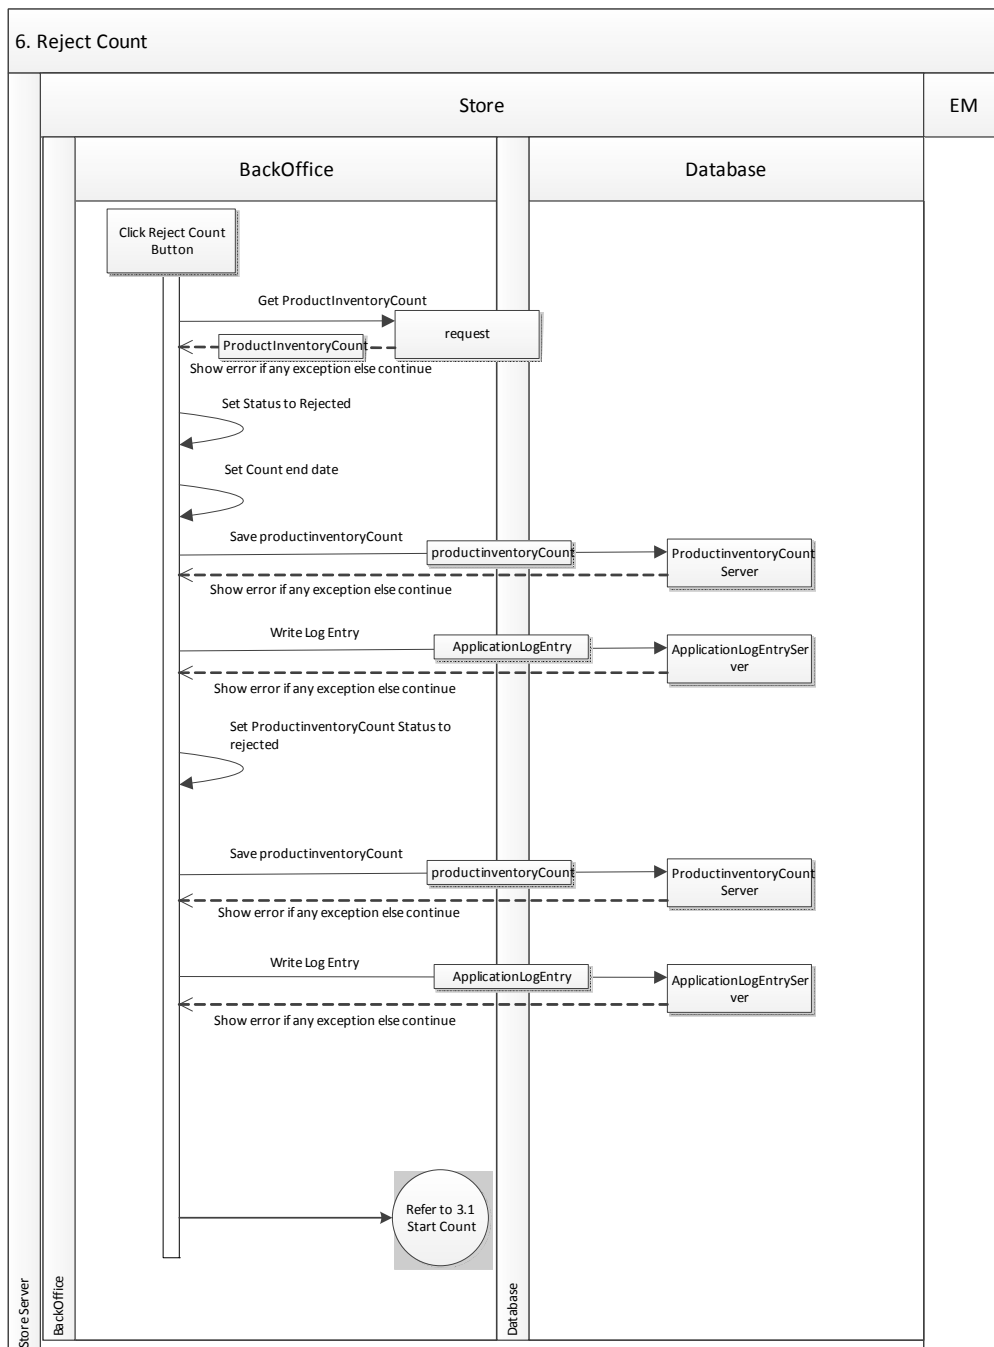 6. Reject Count
Store
EM
BackOffice
Database
Click Reject Count
Button
Get ProductInventoryCount
request
ProductInventoryCount
Show error if any exception else continue
Set Status to Rejected
Set Count end date
Save productinventoryCount
productinventoryCount
ProductinventoryCount
Server
Show error if any exception else continue
Write Log Entry
ApplicationLogEntry
ApplicationLogEntrySer
ver
Show error if any exception else continue
Set ProductinventoryCount Status to
rejected
Save productinventoryCount
productinventoryCount
ProductinventoryCount
Server
Show error if any exception else continue
Write Log Entry
ApplicationLogEntry
ApplicationLogEntrySer
ver
Show error if any exception else continue
Refer to 3.1
Start Count
Store Server
BackOffice
Database